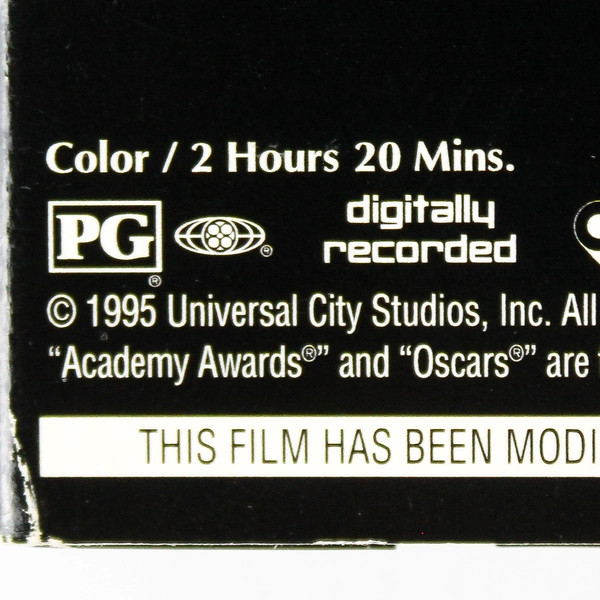 Color / 2 Hours 20 Mins.
PG ®
®
digitally
recorded
© 1995 Universal City Studios, Inc. All
“Academy Awards®” and “Oscars®” are
THIS FILM HAS BEEN MODI